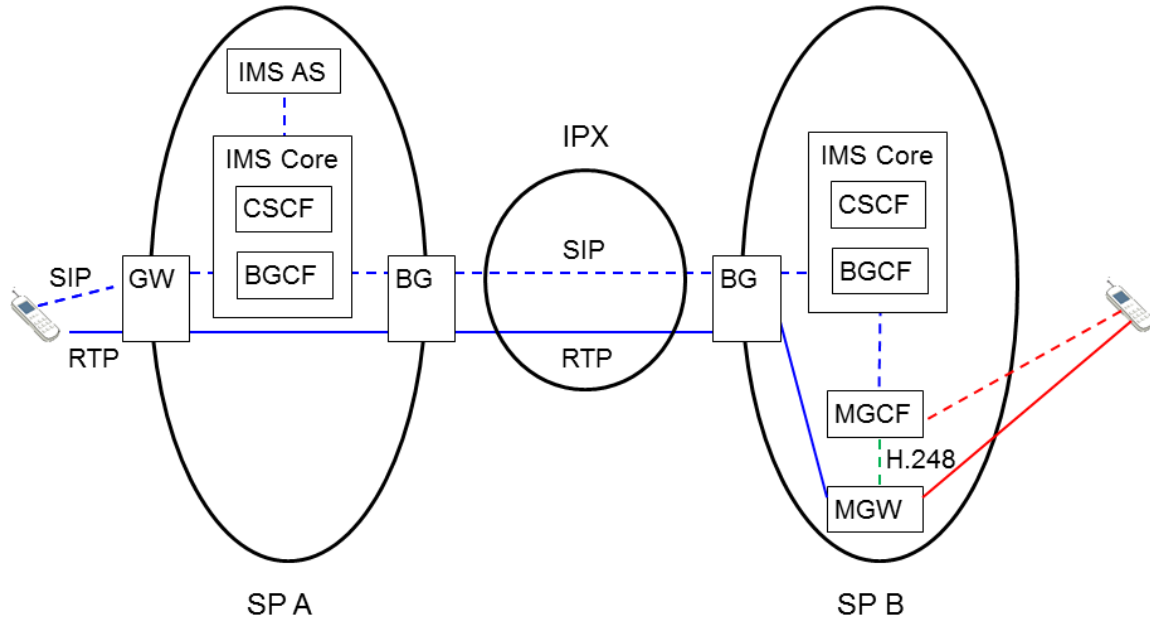 IMS AS
IMS Core
CSCF
BGCF
SIP
GW
BG
RTP
SP A
IPX
SIP
RTP
IMS Core
CSCF
BGCF
BG
MGCF
H.248
MGW
SP B